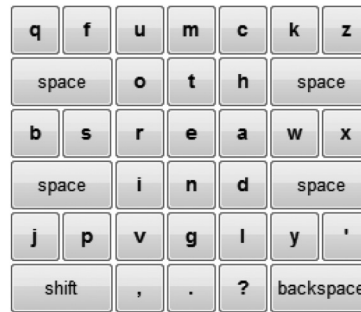 q f u m c k z
space o t h space
b s r e a w x
space i n d space
j p v g l y '
shift , . ? backspace